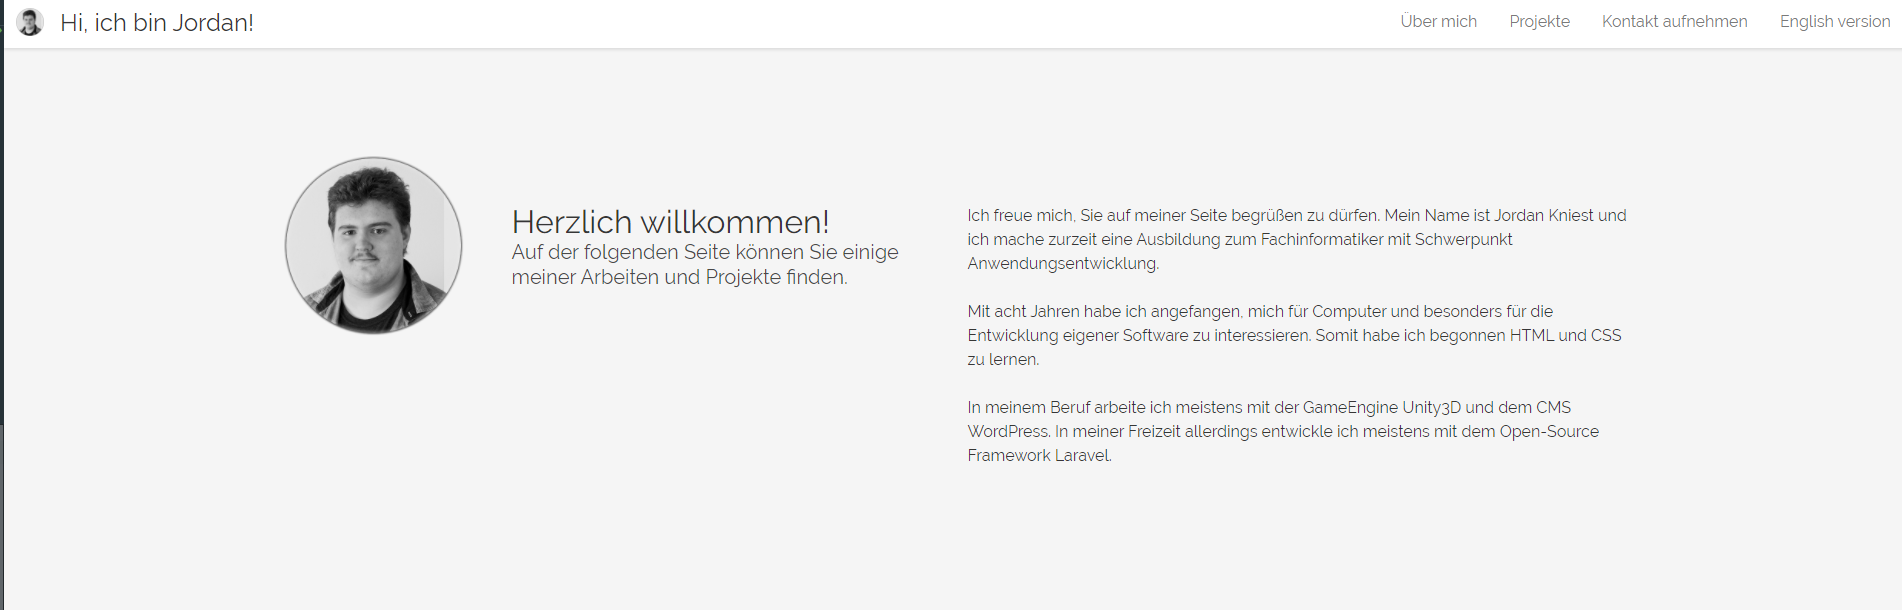 Hi, ich bin Jordan!
Über mich
Projekte
Kontakt aufnehmen
English version
Herzlich willkommen!
Auf der folgenden Seite können Sie einige
meiner Arbeiten und Projekte finden.
Ich freue mich, Sie auf meiner Seite begrüßen zu dürfen. Mein Name ist Jordan Kniest und
ich mache zurzeit eine Ausbildung zum Fachinformatiker mit Schwerpunkt
Anwendungsentwicklung.
Mit acht Jahren habe ich angefangen, mich für Computer und besonders für die
Entwicklung eigener Software zu interessieren. Somit habe ich begonnen HTML und CSS
zu lernen.
In meinem Beruf arbeite ich meistens mit der GameEngine Unity3D und dem CMS
WordPress. In meiner Freizeit allerdings entwickle ich meistens mit dem Open-Source
Framework Laravel.